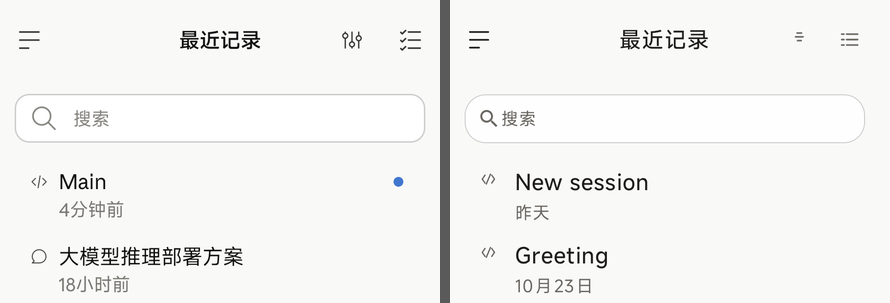 最近记录
搜索
Main
4分钟前
大模型推理部署方案
18小时前
最近记录
搜索
New session
昨天
Greeting
10月23日